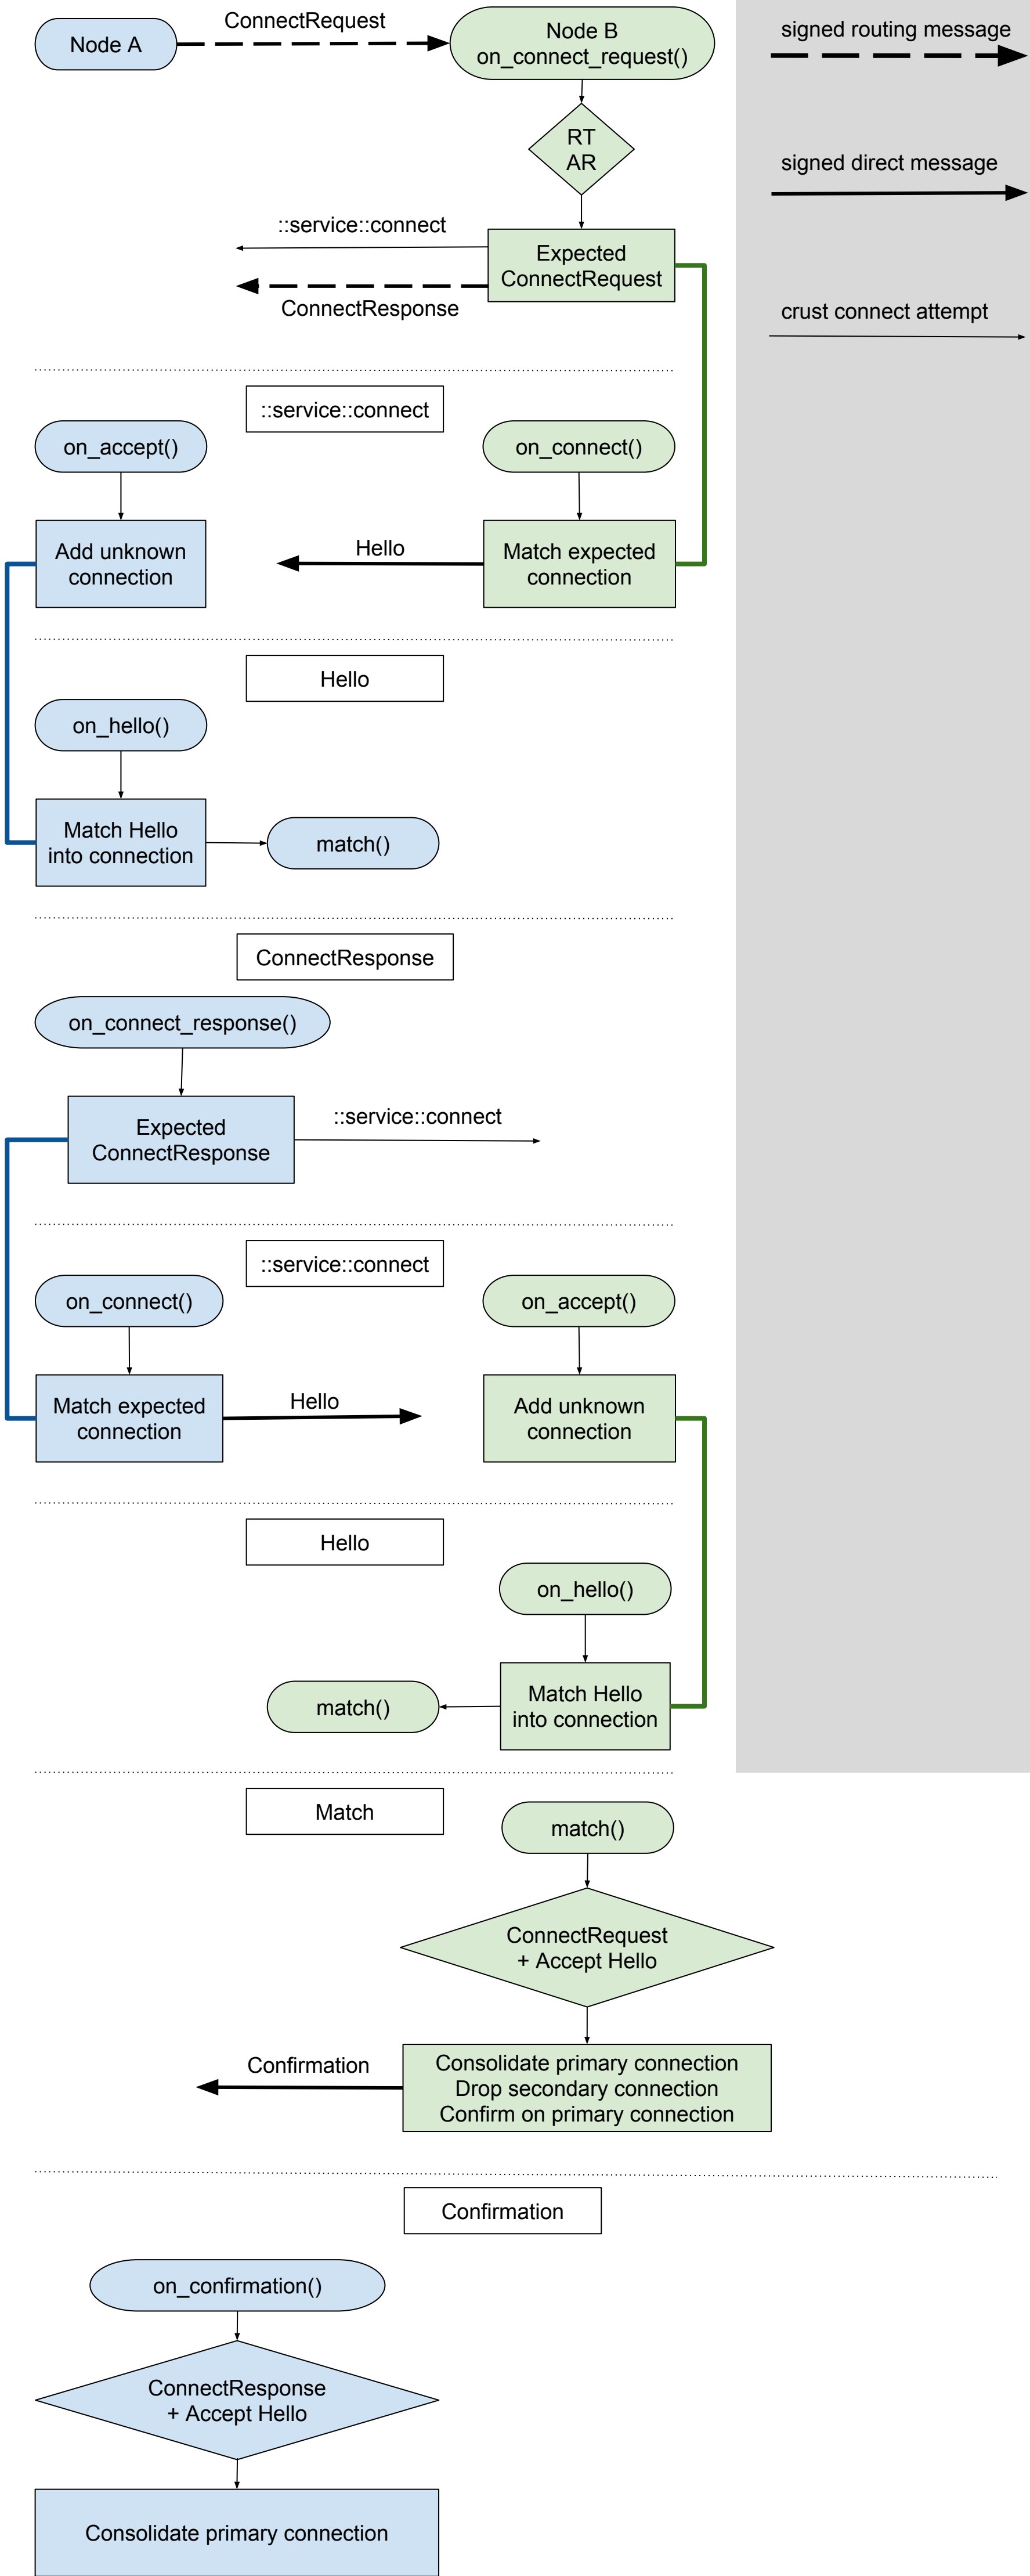 ConnectRequest
Node A
Node B
on_connect_request()
signed routing message
RT
AR
signed direct message
::service::connect
Expected
ConnectRequest
ConnectResponse
crust connect attempt
::service::connect
on_accept()
on_connect()
Add unknown
connection
Hello
Match expected
connection
Hello
on_hello()
Match Hello
into connection
match()
ConnectResponse
on_connect_response()
Expected
ConnectResponse
::service::connect
::service::connect
on_connect()
on_accept()
Match expected
connection
Hello
Add unknown
connection
Hello
on_hello()
match()
Match Hello
into connection
Match
match()
ConnectRequest
+ Accept Hello
Confirmation
Consolidate primary connection
Drop secondary connection
Confirm on primary connection
Confirmation
on_confirmation()
ConnectResponse
+ Accept Hello
Consolidate primary connection